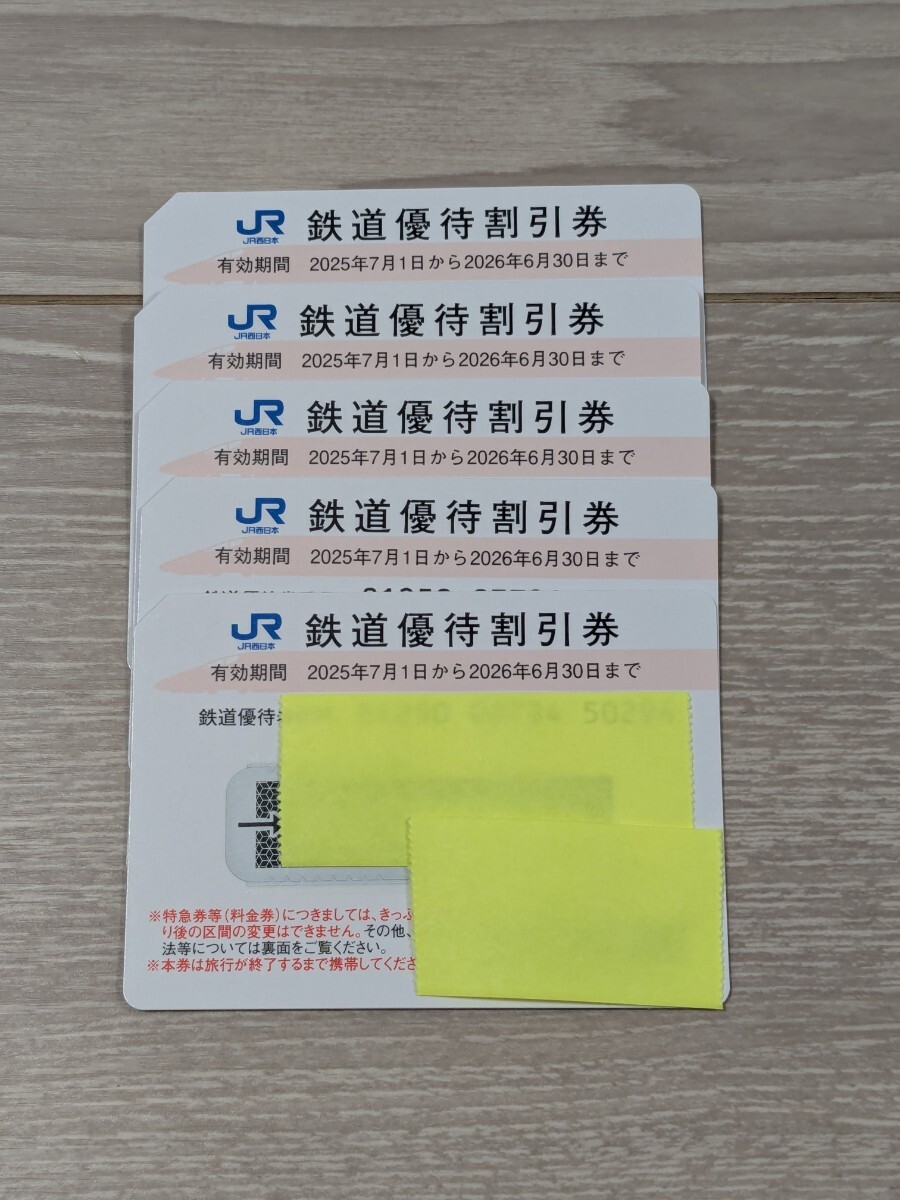 JR 鉄道優待割引券
JR西日本
有効期間 2025年7月1日から2026年6月30日まで
JR 鉄道優待割引券
JR西日本
有効期間 2025年7月1日から2026年6月30日まで
JR 鉄道優待割引券
JR西日本
有効期間 2025年7月1日から2026年6月30日まで
JR 鉄道優待割引券
JR西日本
有効期間 2025年7月1日から2026年6月30日まで
JR 鉄道優待割引券
JR西日本
有効期間 2025年7月1日から2026年6月30日まで
鉄道優待
※特急券等(料金券)につきましては、きっぷ
り後の区間の変更はできません。その他、
法等については裏面をご覧ください。
※本券は旅行が終了するまで携帯してくださ